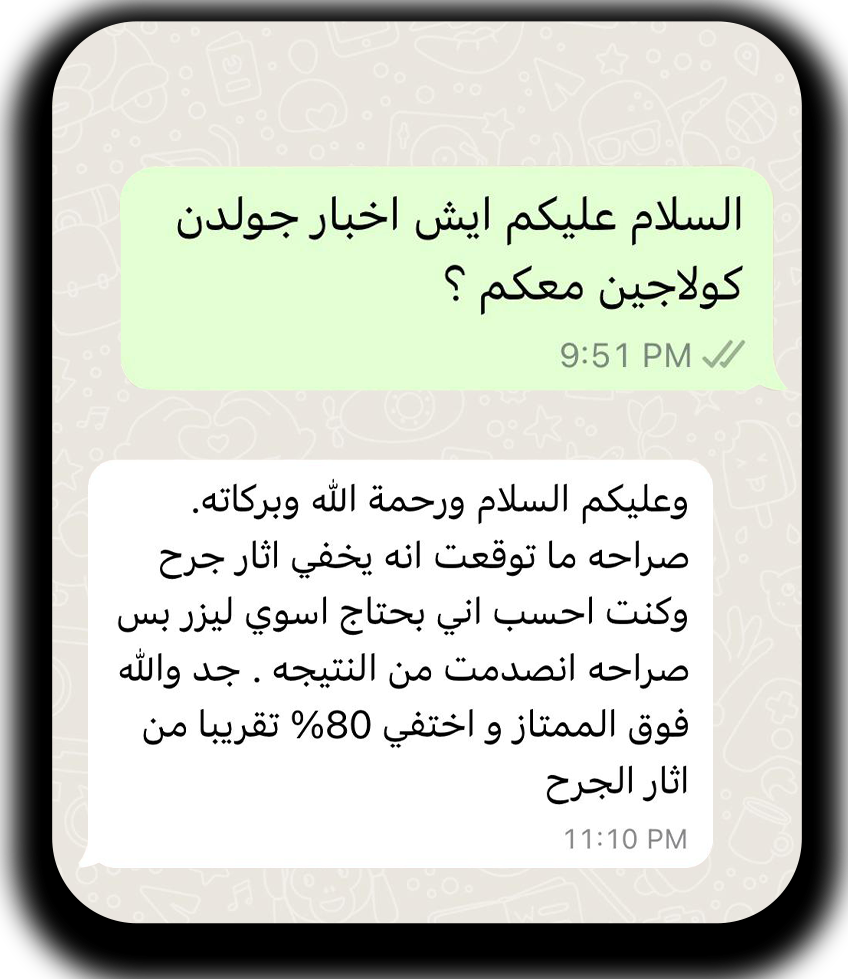 السلام عليكم ايش اخبار جولدن
كولاجين معكم ؟
9:51 PM
وعليكم السلام ورحمة الله وبركاته.
صراحه ما توقعت انه يخفي اثار جرح
وكنت احسب اني بحتاج اسوي ليزر بس
صراحه انصدمت من النتيجه . جد والله
فوق الممتاز و اختفي 80% تقريبا من
اثار الجرح
11:10 PM